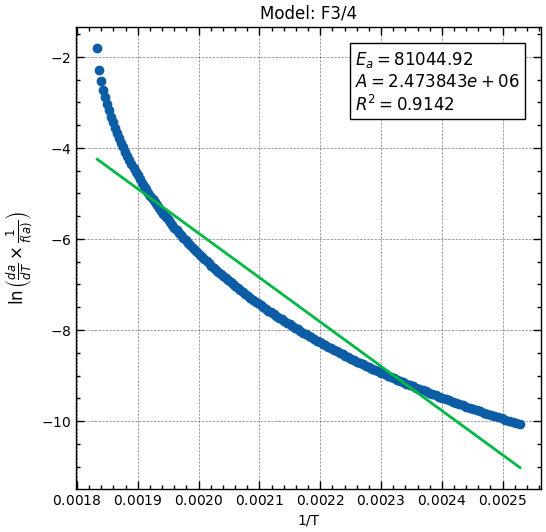 Model: F3/4
E_a = 81044.92
A = 2.473843e + 06
R^2 = 0.9142
ln(da/dT × 1/f(a))
−2
−4
−6
−8
−10
0.0018 0.0019 0.0020 0.0021 0.0022 0.0023 0.0024 0.0025
1/T